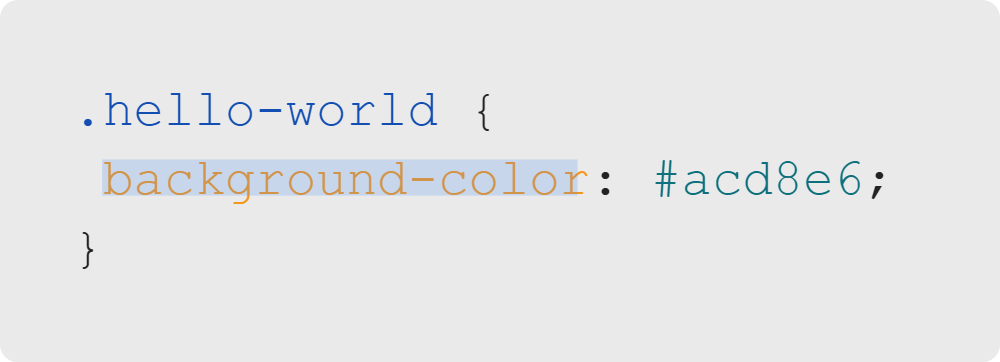 .hello-world {
background-color: #acd8e6;
}